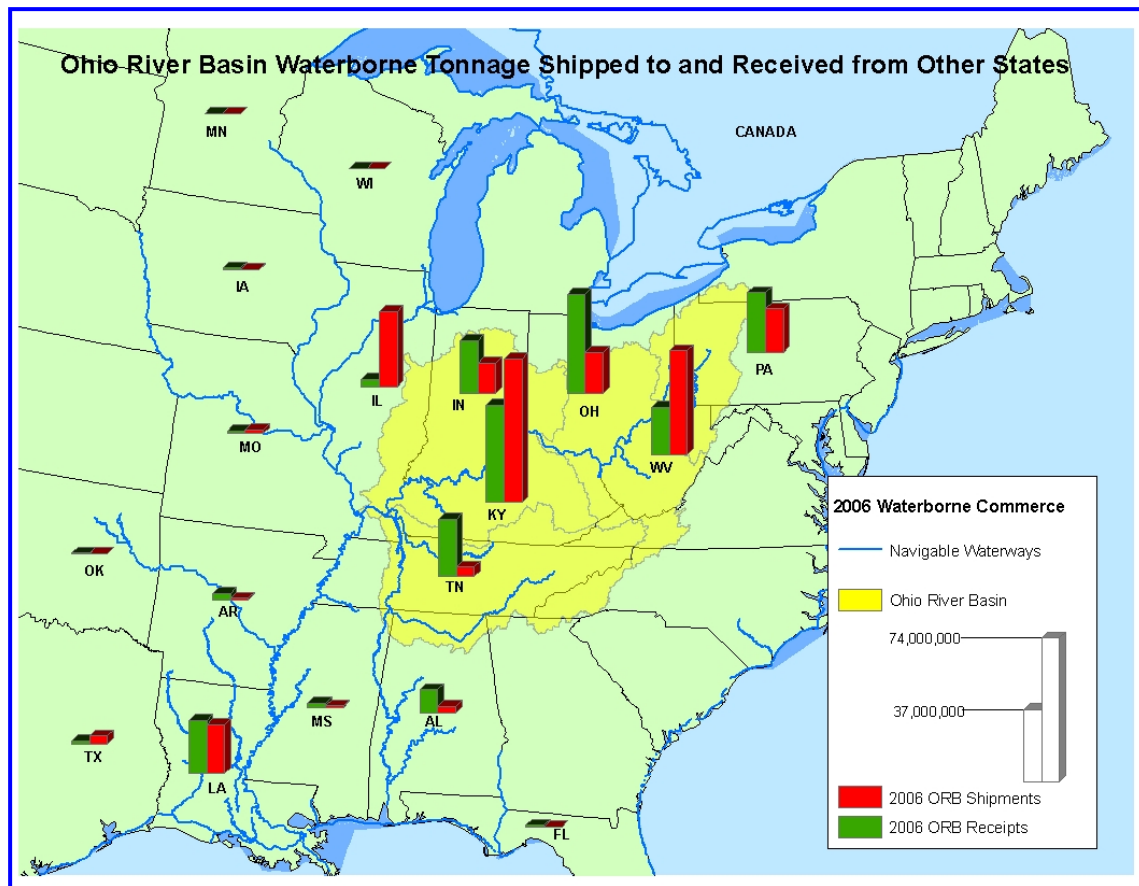 Ohio River Basin Waterborne Tonnage Shipped to and Received from Other States
MN
CANADA
WI
IA
IL
IN
OH
PA
MO
WV
KY
OK
TN
AR
MS
AL
TX
LA
FL
2006 Waterborne Commerce
Navigable Waterways
Ohio River Basin
74,000,000
37,000,000
2006 ORB Shipments
2006 ORB Receipts